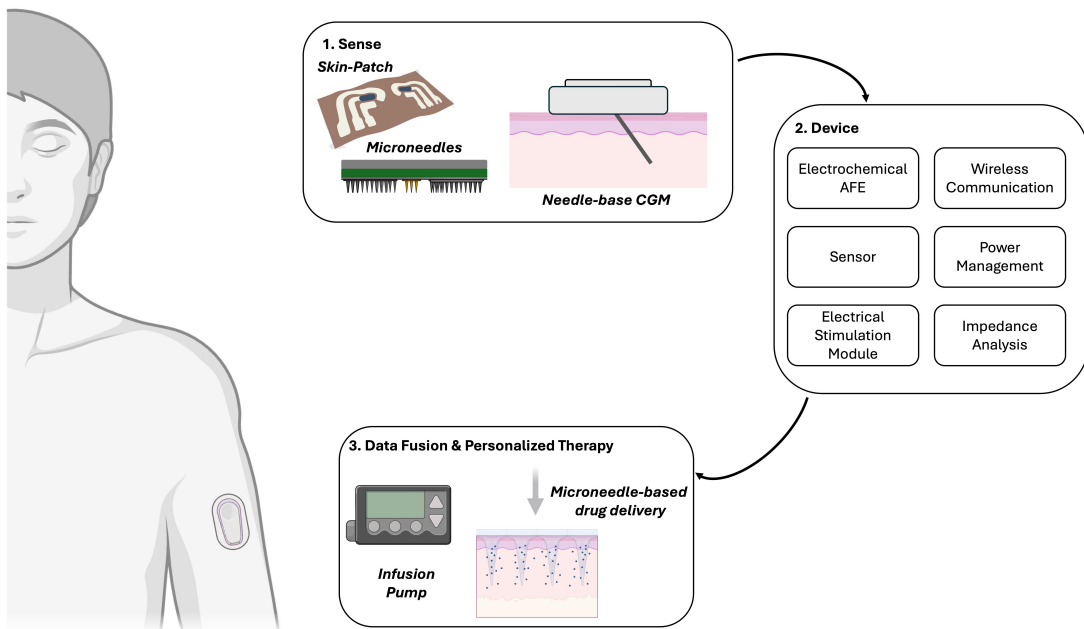 1. Sense
Skin-Patch
Microneedles
Needle-base CGM
2. Device
Electrochemical
AFE
Wireless
Communication
Sensor
Power
Management
Electrical
Stimulation
Module
Impedance
Analysis
3. Data Fusion & Personalized Therapy
Microneedle-based
drug delivery
Infusion
Pump